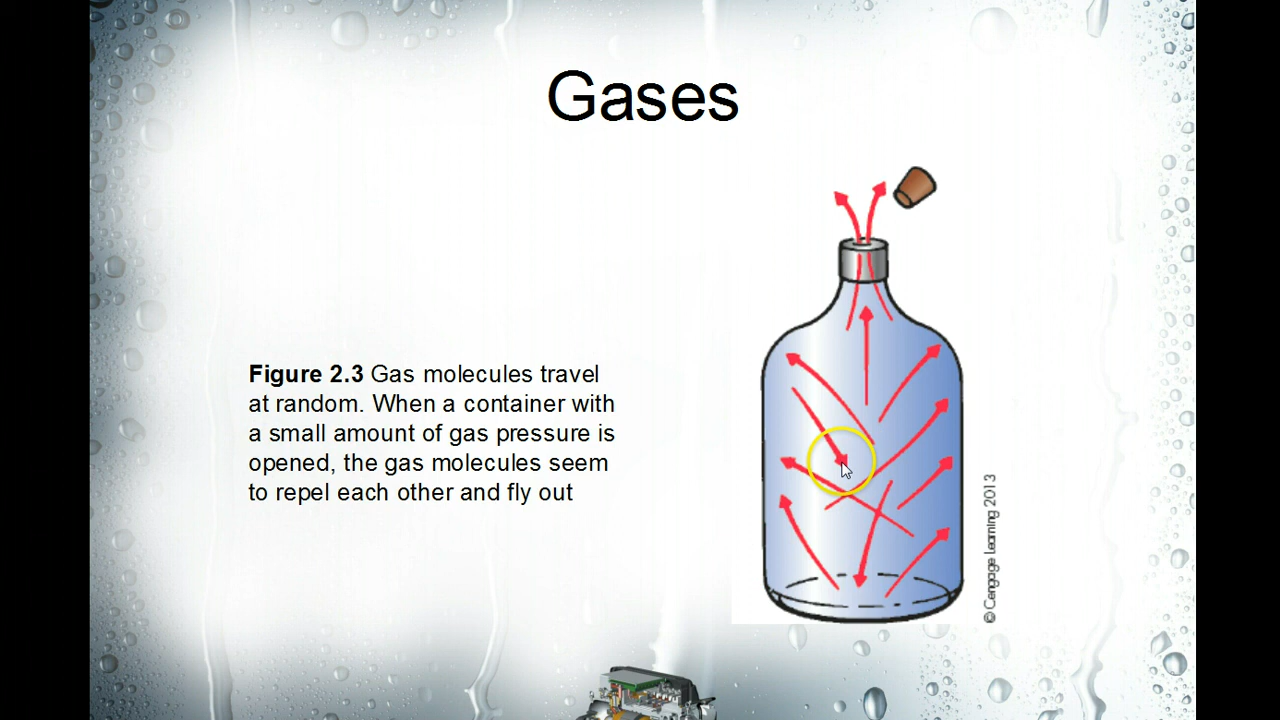 Gases
Figure 2.3 Gas molecules travel
at random. When a container with
a small amount of gas pressure is
opened, the gas molecules seem
to repel each other and fly out
© Cengage Learning 2013